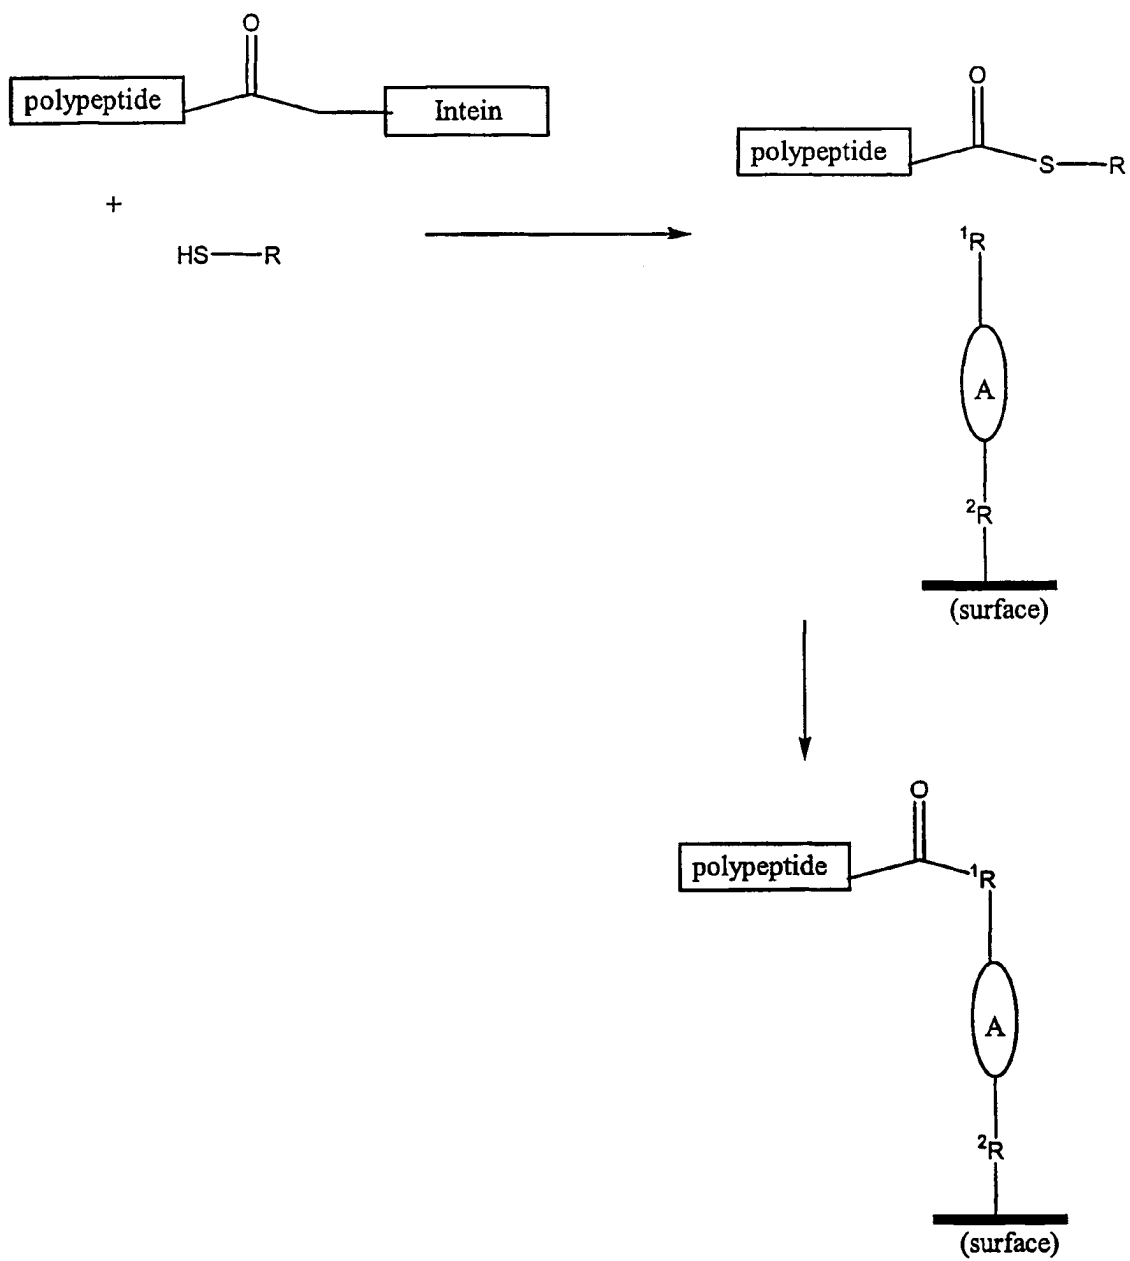 O
polypeptide
Intein
+
HS R
O
polypeptide
S R
¹R
A
²R
(surface)
O
polypeptide
¹R
A
²R
(surface)